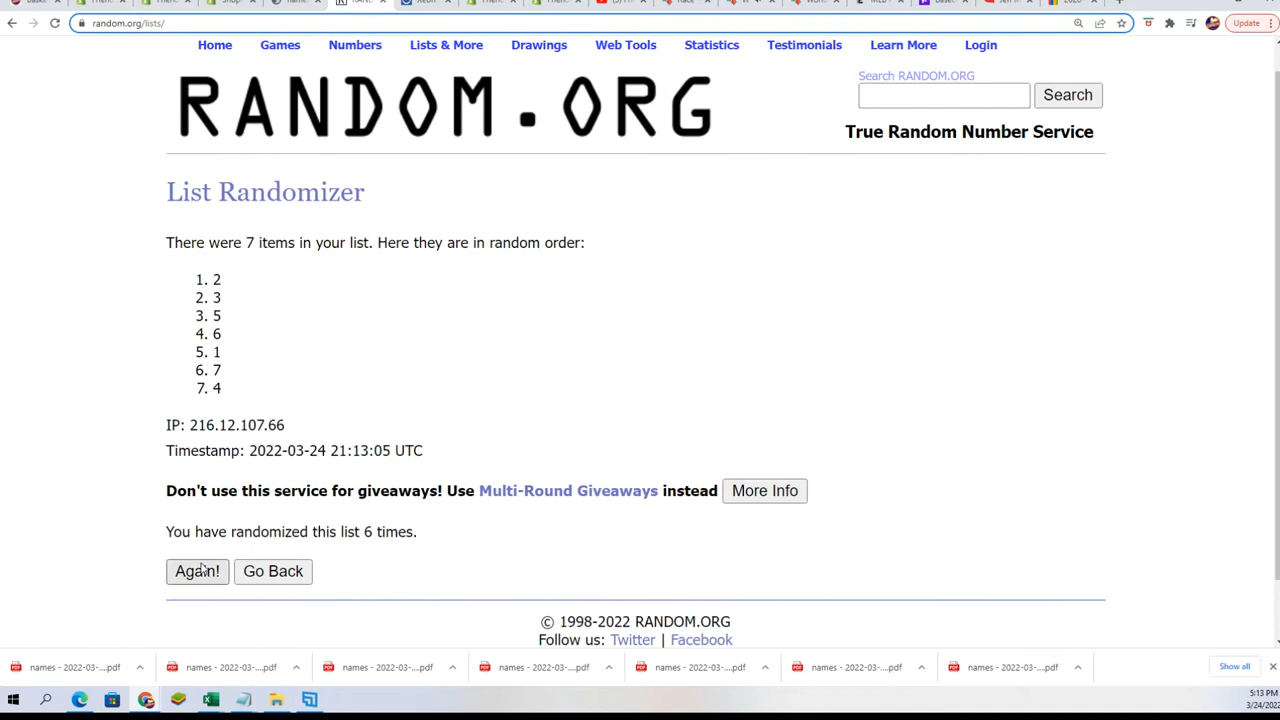 Update
random.org/lists/
Home Games Numbers Lists & More Drawings Web Tools Statistics Testimonials Learn More Login
RANDOM.ORG
Search RANDOM.ORG
Search
True Random Number Service
List Randomizer
There were 7 items in your list. Here they are in random order:
1. 2
2. 3
3. 5
4. 6
5. 1
6. 7
7. 4
IP: 216.12.107.66
Timestamp: 2022-03-24 21:13:05 UTC
Don't use this service for giveaways! Use Multi-Round Giveaways instead More Info
You have randomized this list 6 times.
Again! Go Back
© 1998-2022 RANDOM.ORG
Follow us: Twitter | Facebook
names - 2022-03-....pdf names - 2022-03-....pdf names - 2022-03-....pdf names - 2022-03-....pdf names - 2022-03-....pdf names - 2022-03-....pdf names - 2022-03-....pdf Show all
5:13 PM
3/24/2022